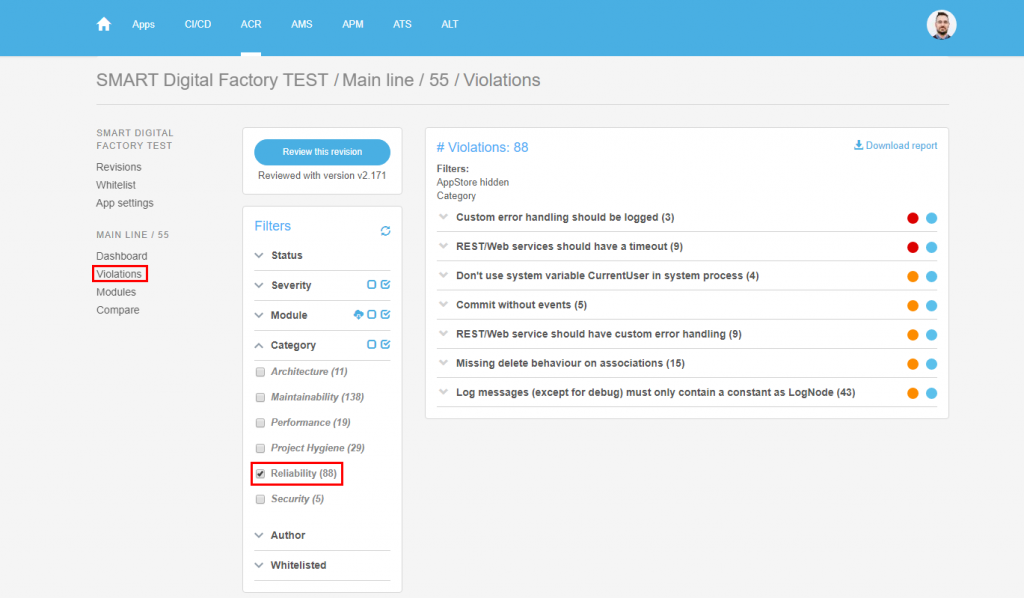 Apps CI/CD ACR AMS APM ATS ALT
SMART Digital Factory TEST / Main line / 55 / Violations
SMART DIGITAL
FACTORY TEST
Revisions
Whitelist
App settings
MAIN LINE / 55
Dashboard
Violations
Modules
Compare
Review this revision
Reviewed with version v2.171
Filters
Status
Severity
Module
Category
Architecture (11)
Maintainability (138)
Performance (19)
Project Hygiene (29)
Reliability (88)
Security (5)
Author
Whitelisted
# Violations: 88
Download report
Filters:
AppStore hidden
Category
Custom error handling should be logged (3)
REST/Web services should have a timeout (9)
Don't use system variable CurrentUser in system process (4)
Commit without events (5)
REST/Web service should have custom error handling (9)
Missing delete behaviour on associations (15)
Log messages (except for debug) must only contain a constant as LogNode (43)